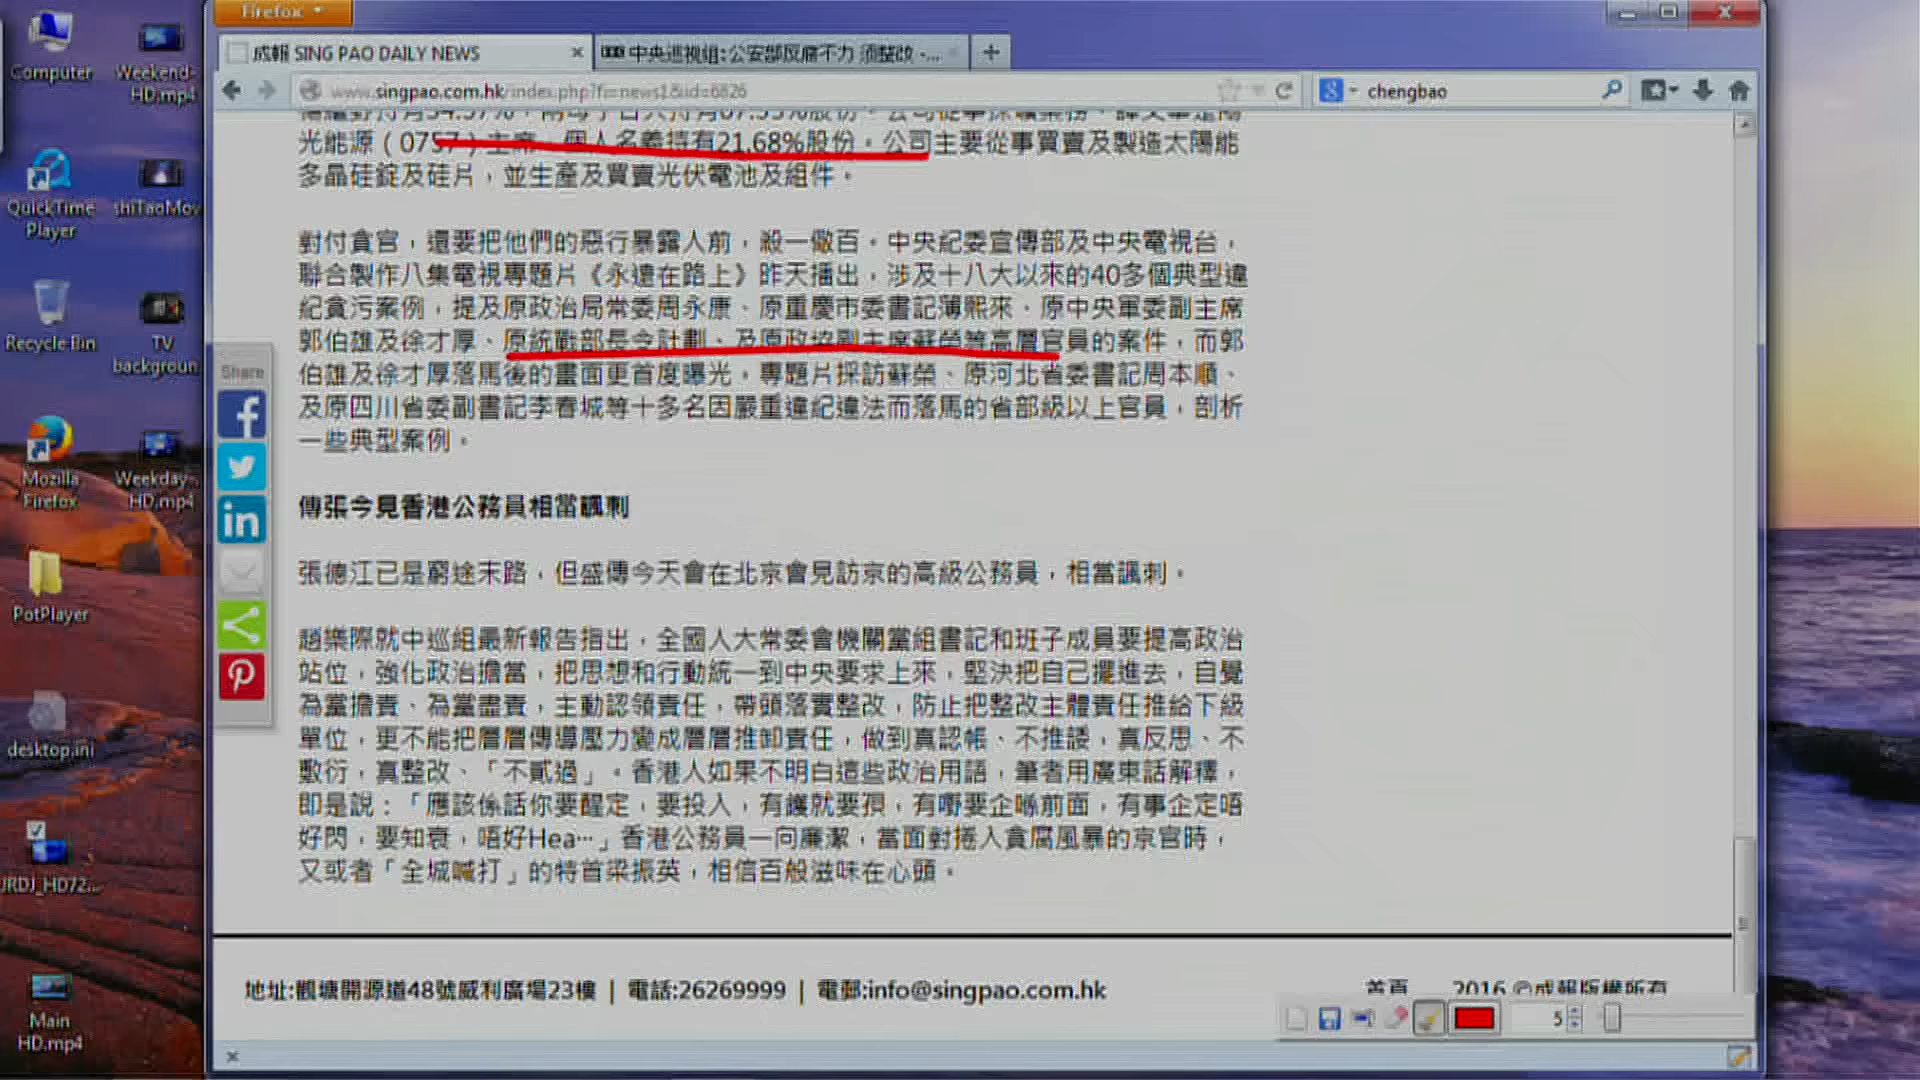 Firefox
成報 SING PAO DAILY NEWS
中央巡视组:公安部反腐不力 须整改 -...
www.singpao.com.hk/index.php?fi=news1&id=6826
chengbao
Computer
Weekend-HD.mp4
QuickTime Player
shiTaoMov
Recycle Bin
TV backgroun
Mozilla Firefox
Weekday-HD.mp4
PotPlayer
desktop.ini
JRDJ_HD72...
Main HD.mp4
Share
光能源(0757)主席,個人名義持有21.68%股份。公司主要從事買賣及製造太陽能
多晶硅錠及硅片,並生產及買賣光伏電池及組件。
對付貪官,還要把他們的惡行暴露人前,殺一儆百。中央紀委宣傳部及中央電視台,
聯合製作八集電視專題片《永遠在路上》昨天播出,涉及十八大以來的40多個典型違
紀貪污案例,提及原政治局常委周永康、原重慶市委書記薄熙來、原中央軍委副主席
郭伯雄及徐才厚、原統戰部長令計劃、及原政協副主席蘇榮等高層官員的案件,而郭
伯雄及徐才厚落馬後的畫面更首度曝光,專題片採訪蘇榮、原河北省委書記周本順、
及原四川省委副書記李春城等十多名因嚴重違紀違法而落馬的省部級以上官員,剖析
一些典型案例。
傳張今見香港公務員相當諷刺
張德江已是窮途末路,但盛傳今天會在北京會見訪京的高級公務員,相當諷刺。
趙樂際就中巡組最新報告指出,全國人大常委會機關黨組書記和班子成員要提高政治
站位,強化政治擔當,把思想和行動統一到中央要求上來,堅決把自己擺進去,自覺
為黨擔責、為黨盡責,主動認領責任,帶頭落實整改,防止把整改主體責任推給下級
單位,更不能把層層傳導壓力變成層層推卸責任,做到真認帳、不推諉,真反思、不
敷衍,真整改、「不貳過」。香港人如果不明白這些政治用語,筆者用廣東話解釋,
即是說:「應該係話你要醒定,要投入,有鑊就要孭,有嘢要企喺前面,有事企定唔
好閃,要知衰,唔好Hea…」香港公務員一向廉潔,當面對捲入貪腐風暴的京官時,
又或者「全城喊打」的特首梁振英,相信百般滋味在心頭。
地址:觀塘開源道48號威利廣場23樓 | 電話:26269999 | 電郵:info@singpao.com.hk
首頁
2016 ©成報版權所有
5